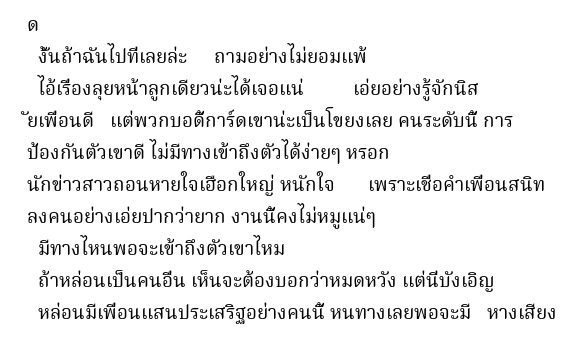 ด
งั้นถ้าฉันไปที่เลยล่ะ ถามอย่างไม่ยอมแพ้
ไอ้เรื่องลุยหน้าลูกเดียวน่ะได้เจอแน่ เอ่ยอย่างรู้จักนิส
ัยเพื่อนดี แต่พวกบอดี้การ์ดเขาน่ะเป็นโขยงเลย คนระดับนี้ การ
ป้องกันตัวเขาดี ไม่มีทางเข้าถึงตัวได้ง่ายๆ หรอก
นักข่าวสาวถอนหายใจเฮือกใหญ่ หนักใจ เพราะเชื่อคำเพื่อนสนิท
ลงคนอย่างเอ่ยปากว่ายาก งานนี้คงไม่หมูแน่ๆ
มีทางไหนพอจะเข้าถึงตัวเขาไหม
ถ้าหล่อนเป็นคนอื่น เห็นจะต้องบอกว่าหมดหวัง แต่นี่บังเอิญ
หล่อนมีเพื่อนแสนประเสริฐอย่างคนนี้ หนทางเลยพอจะมี หางเสียง